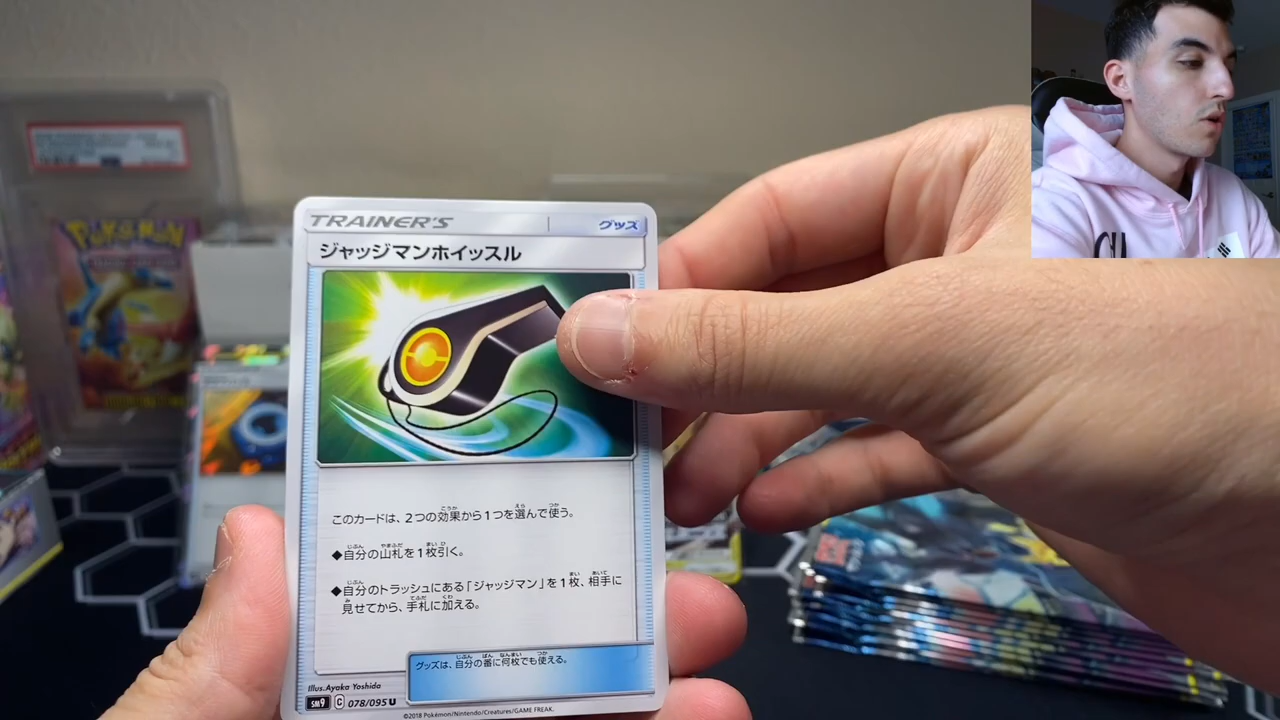 TRAINER'S
グッズ
ジャッジマンホイッスル
このカードは、2つの効果から1つを選んで使う。
◆自分の山札を1枚引く。
◆自分のトラッシュにある「ジャッジマン」を1枚、相手に
見せてから、手札に加える。
グッズは、自分の番に何枚でも使える。
Illus.Ayaka Yoshida
SM9 C 078/095 U
©2018 Pokémon/Nintendo/Creatures/GAME FREAK.
POKéMON